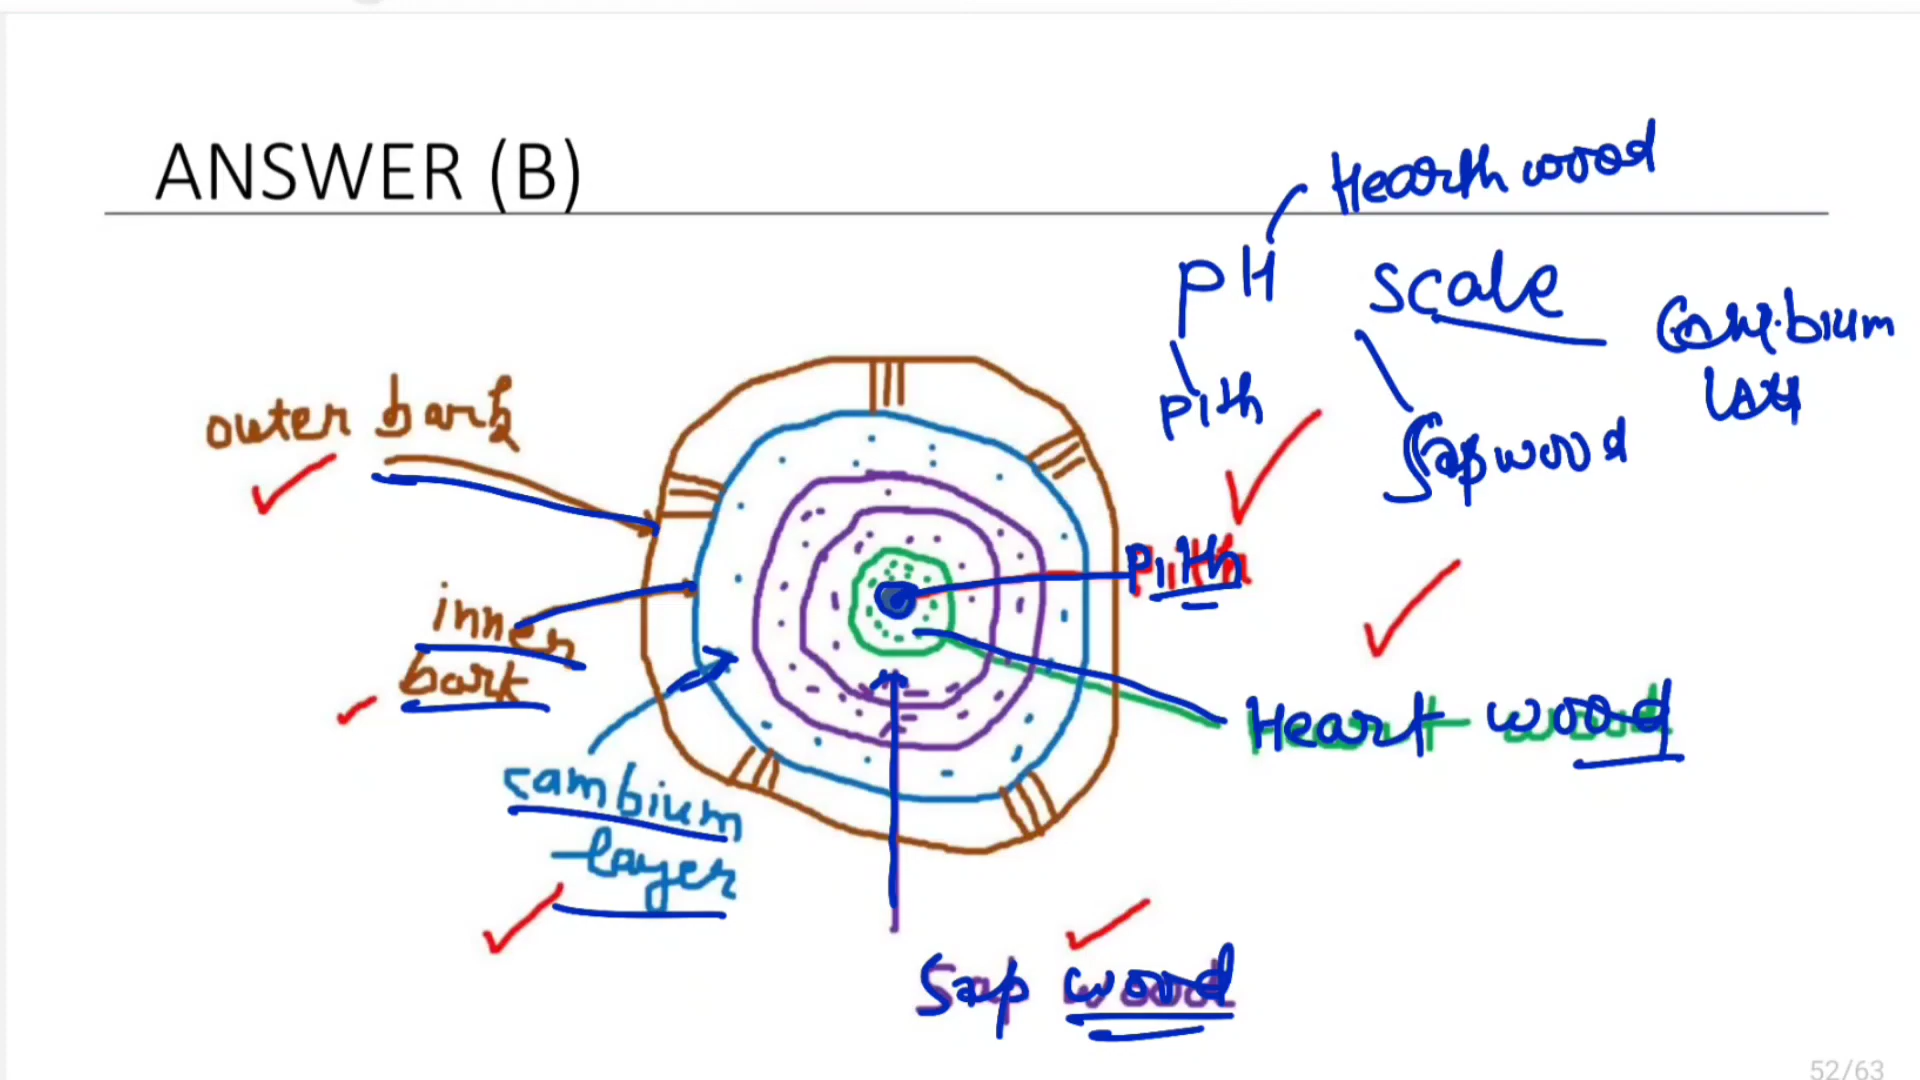 ANSWER (B)
Hearth wood
pH scale
Cambium
pith
Sapwood
outer bark
pith
inner
bark
Heart wood
cambium
layer
Sap wood
52/63